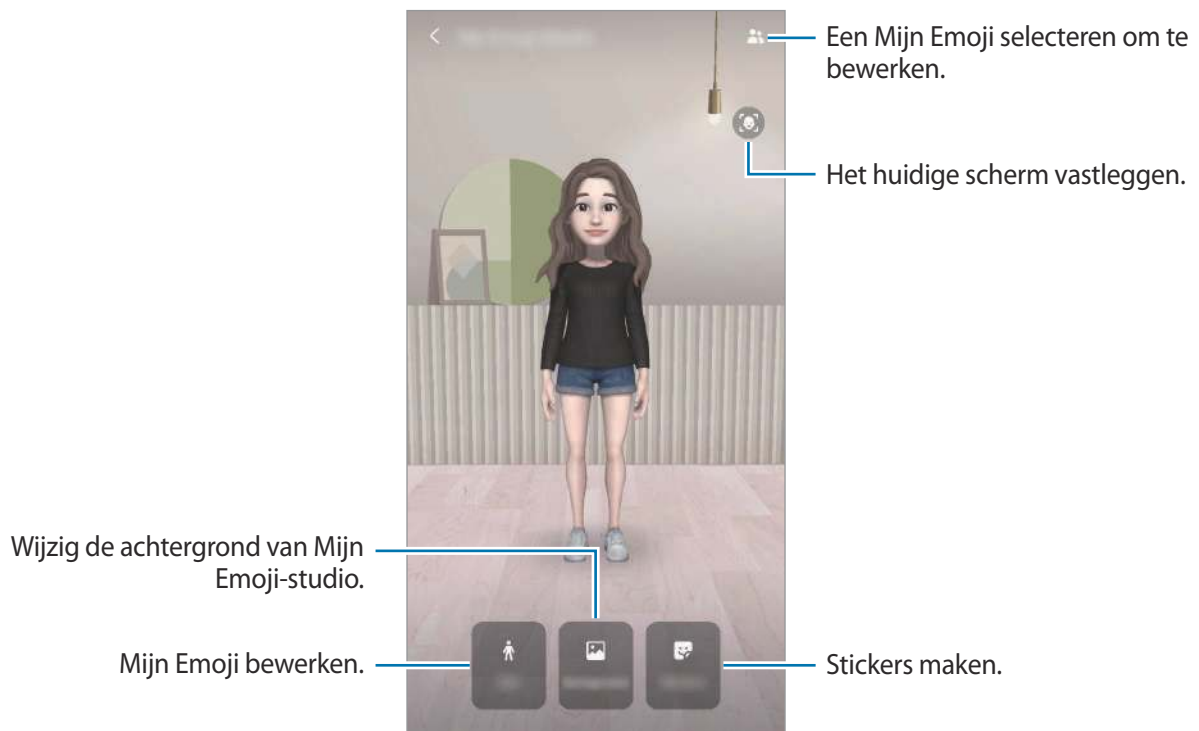 Een Mijn Emoji selecteren om te
bewerken.
Het huidige scherm vastleggen.
Wijzig de achtergrond van Mijn
Emoji-studio.
Mijn Emoji bewerken.
Stickers maken.